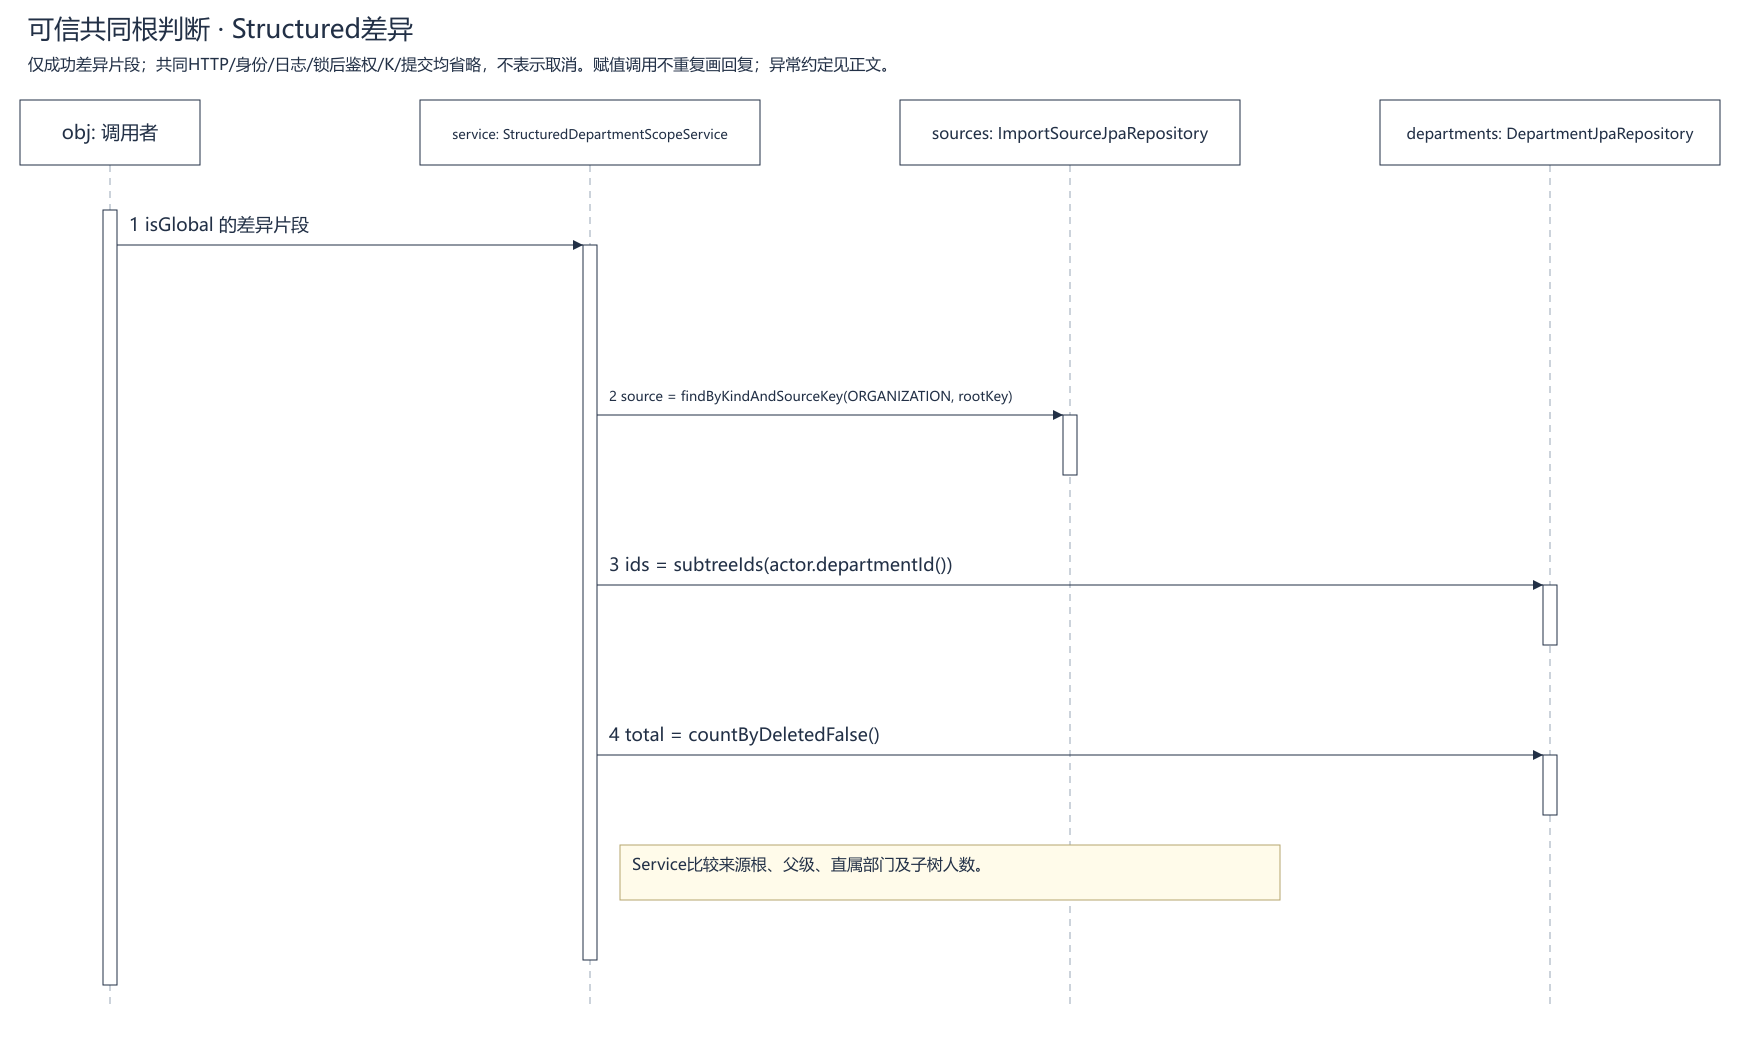 可信共同根判断 · Structured差异
仅成功差异片段；共同HTTP/身份/日志/锁后鉴权/K/提交均省略，不表示取消。赋值调用不重复画回复；异常约定见正文。
obj: 调用者
service: StructuredDepartmentScopeService
sources: ImportSourceJpaRepository
departments: DepartmentJpaRepository
1 isGlobal 的差异片段
2 source = findByKindAndSourceKey(ORGANIZATION, rootKey)
3 ids = subtreeIds(actor.departmentId())
4 total = countByDeletedFalse()
Service比较来源根、父级、直属部门及子树人数。